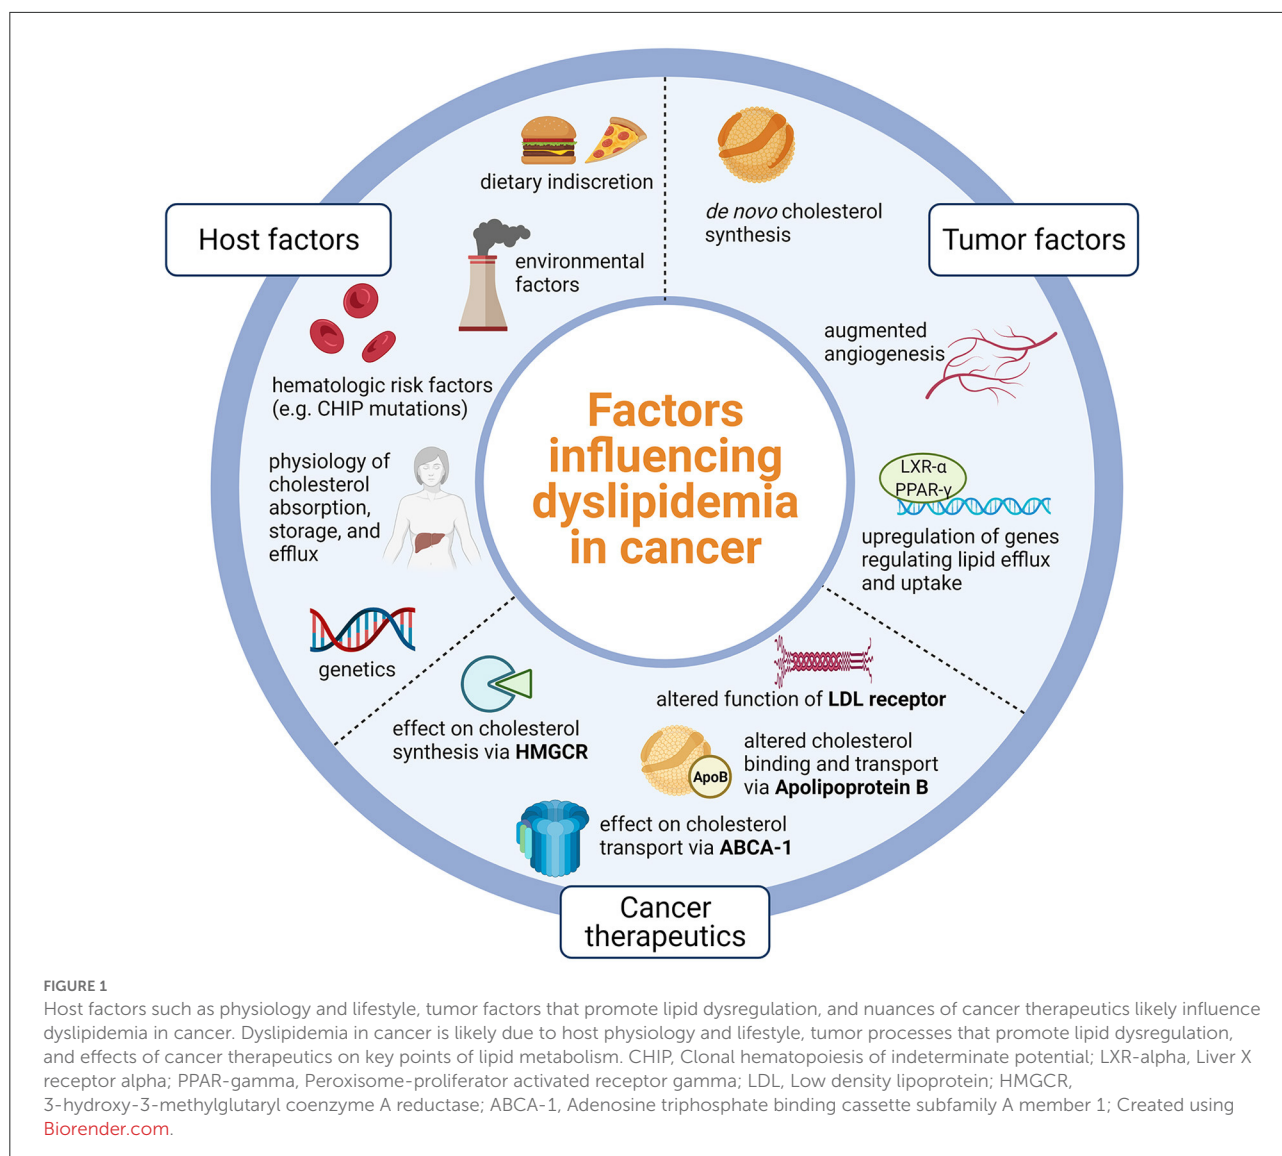 dietary indiscretion
Host factors
environmental
factors
hematologic risk factors
(e.g. CHIP mutations)
physiology of
cholesterol
absorption,
storage, and
efflux
genetics
de novo cholesterol
synthesis
Tumor factors
augmented
angiogenesis
LXR-α
PPAR-γ
upregulation of genes
regulating lipid efflux
and uptake
Factors
influencing
dyslipidemia
in cancer
altered function of LDL receptor
effect on cholesterol
synthesis via HMGCR
ApoB
altered cholesterol
binding and transport
via Apolipoprotein B
effect on cholesterol
transport via ABCA-1
Cancer
therapeutics
FIGURE 1
Host factors such as physiology and lifestyle, tumor factors that promote lipid dysregulation, and nuances of cancer therapeutics likely influence
dyslipidemia in cancer. Dyslipidemia in cancer is likely due to host physiology and lifestyle, tumor processes that promote lipid dysregulation,
and effects of cancer therapeutics on key points of lipid metabolism. CHIP, Clonal hematopoiesis of indeterminate potential; LXR-alpha, Liver X
receptor alpha; PPAR-gamma, Peroxisome-proliferator activated receptor gamma; LDL, Low density lipoprotein; HMGCR,
3-hydroxy-3-methylglutaryl coenzyme A reductase; ABCA-1, Adenosine triphosphate binding cassette subfamily A member 1; Created using
Biorender.com.